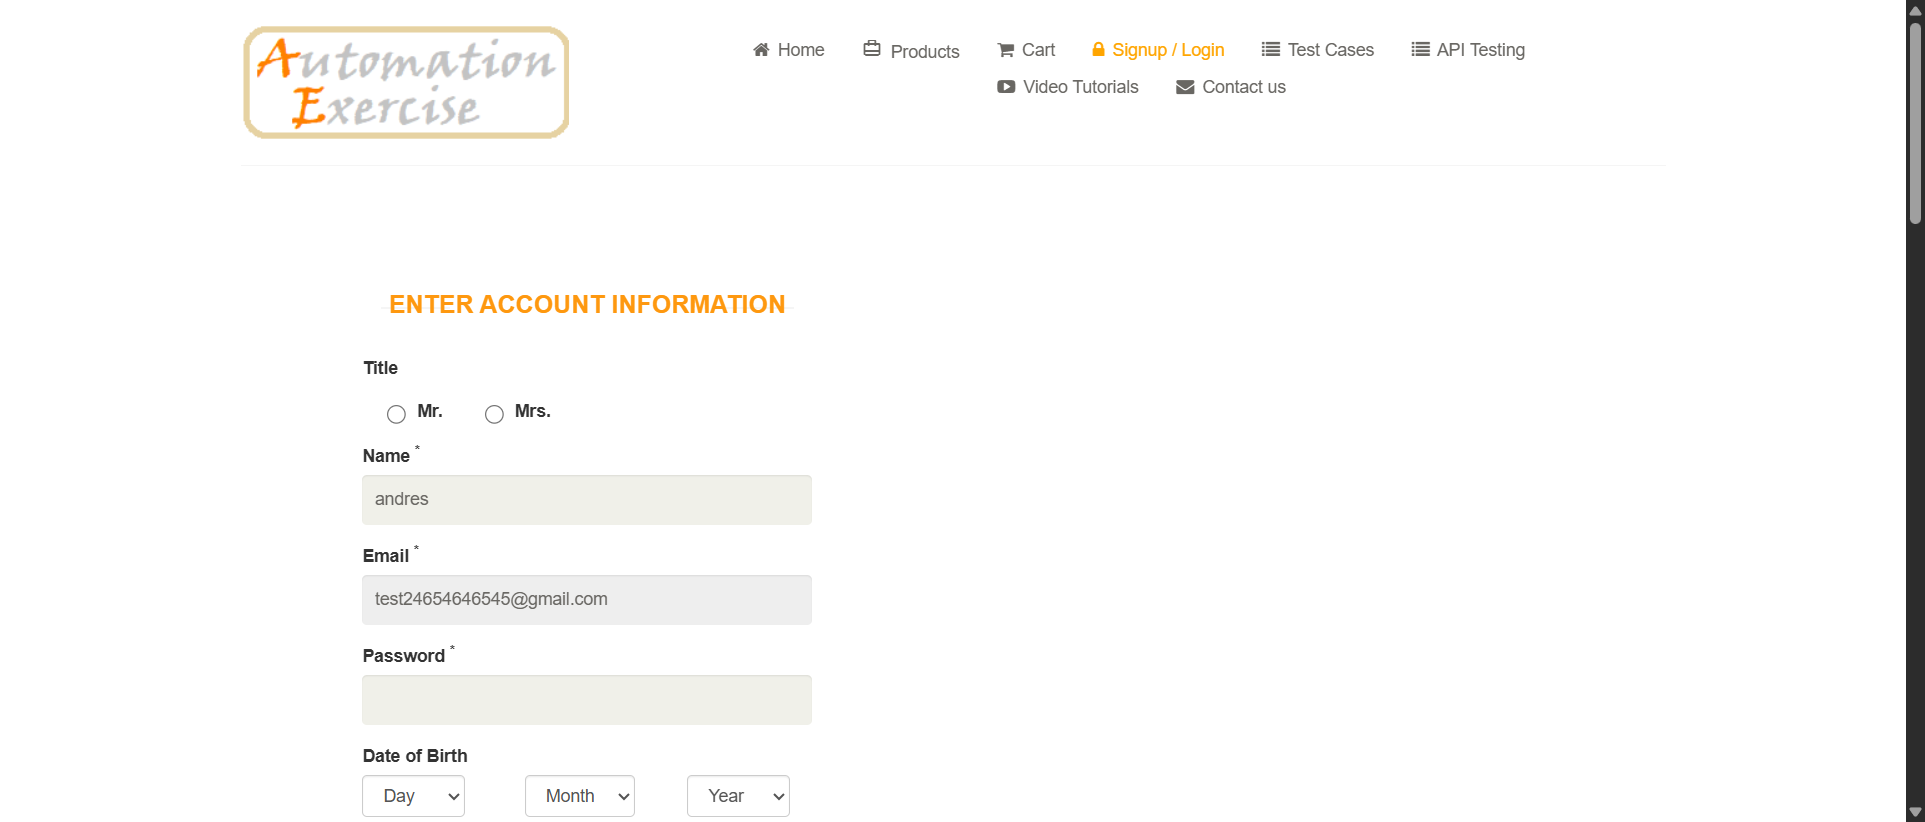 Automation
Exercise
Home Products Cart Signup / Login Test Cases API Testing
Video Tutorials Contact us
ENTER ACCOUNT INFORMATION
Title
Mr. Mrs.
Name *
andres
Email *
test24654646545@gmail.com
Password *
Date of Birth
Day Month Year